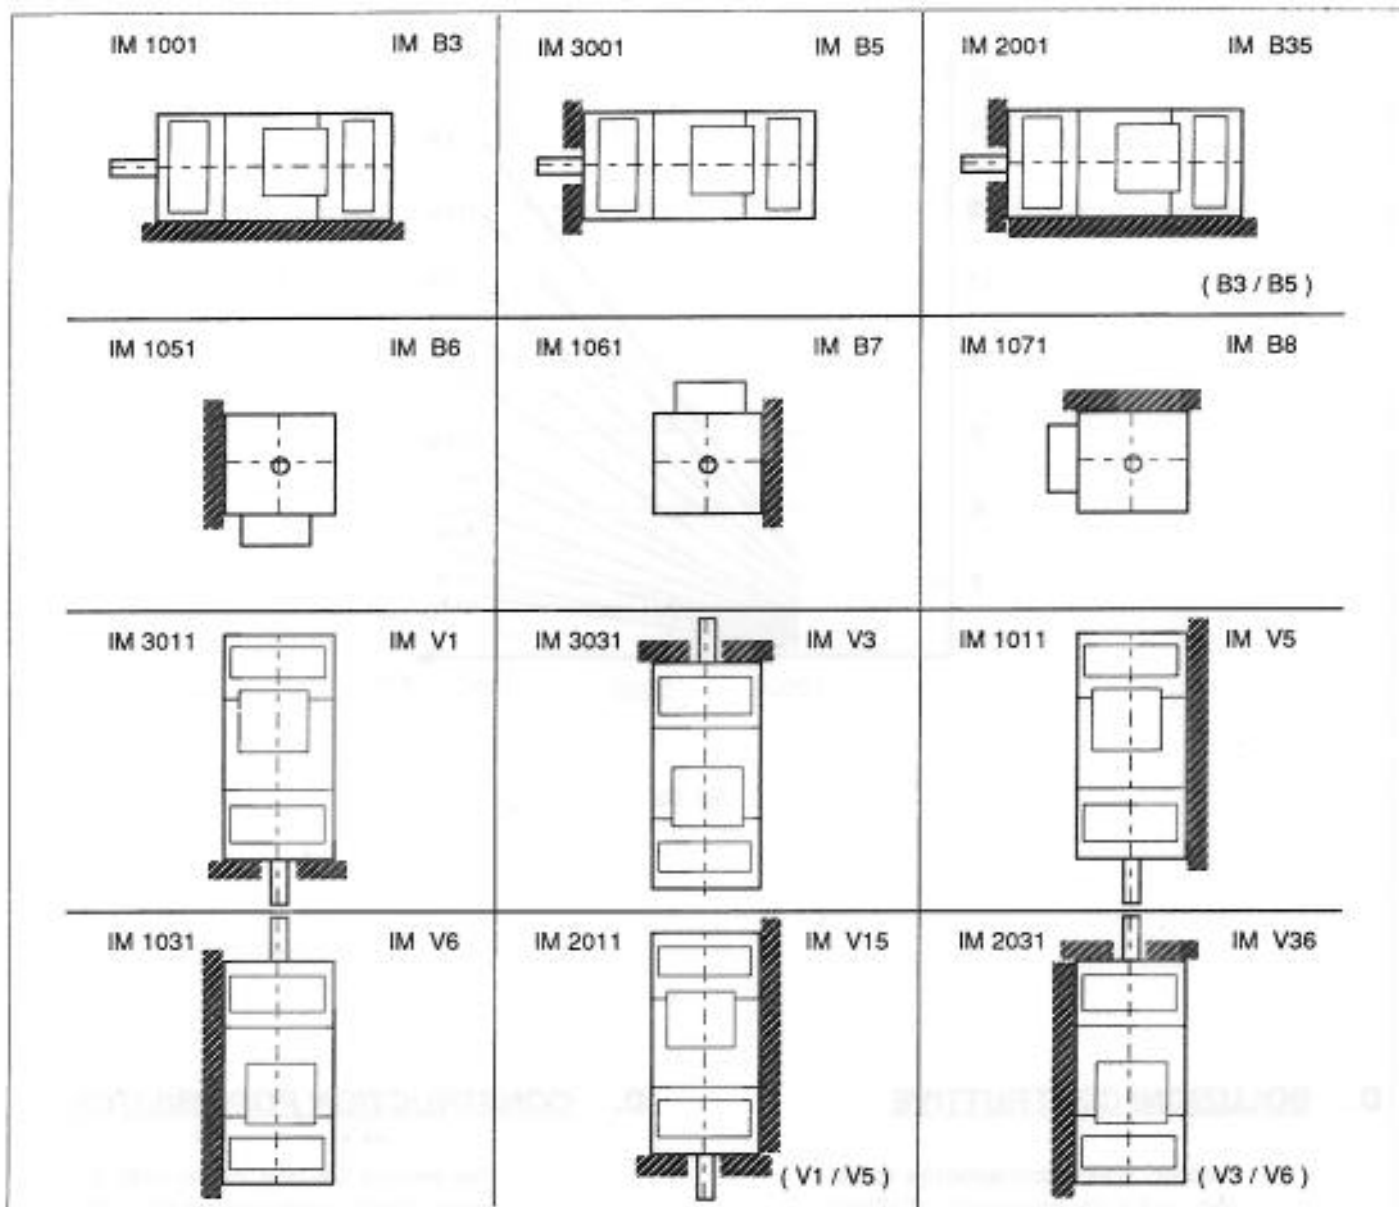 IM 1001 IM B3
IM 3001 IM B5
IM 2001 IM B35
( B3 / B5 )
IM 1051 IM B6
IM 1061 IM B7
IM 1071 IM B8
IM 3011 IM V1
IM 3031 IM V3
IM 1011 IM V5
IM 1031 IM V6
IM 2011 IM V15
( V1 / V5 )
IM 2031 IM V36
( V3 / V6 )